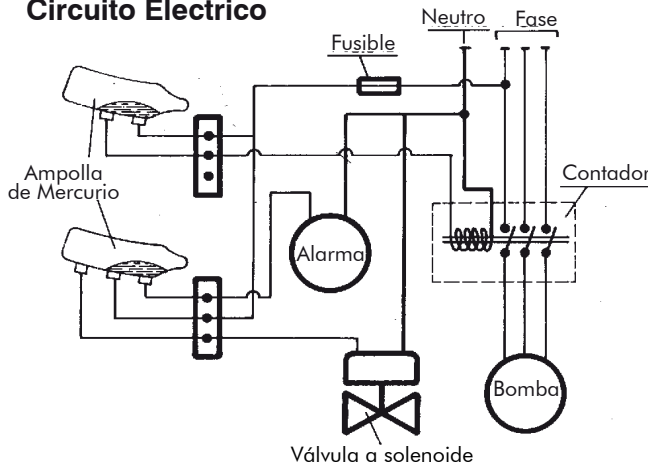 Circuito Electrico
Neutro
Fase
Fusible
Ampolla
de Mercurio
Contador
Alarma
Bomba
Válvula a solenoide